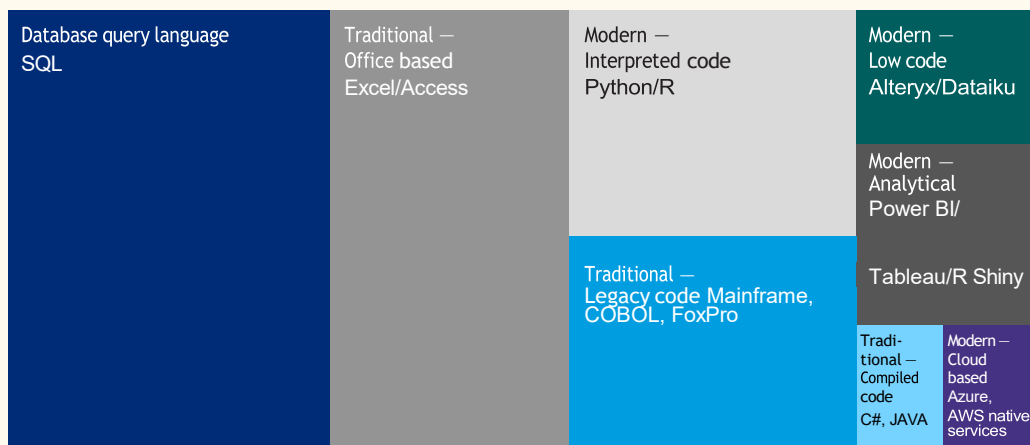 Database query language
SQL
Traditional —
Office based
Excel/Access
Modern —
Interpreted code
Python/R
Modern —
Low code
Alteryx/Dataiku
Modern —
Analytical
Power BI/
Tableau/R Shiny
Traditional —
Legacy code Mainframe,
COBOL, FoxPro
Tradi-
tional —
Compiled
code
C#, JAVA
Modern —
Cloud
based
Azure,
AWS native
services